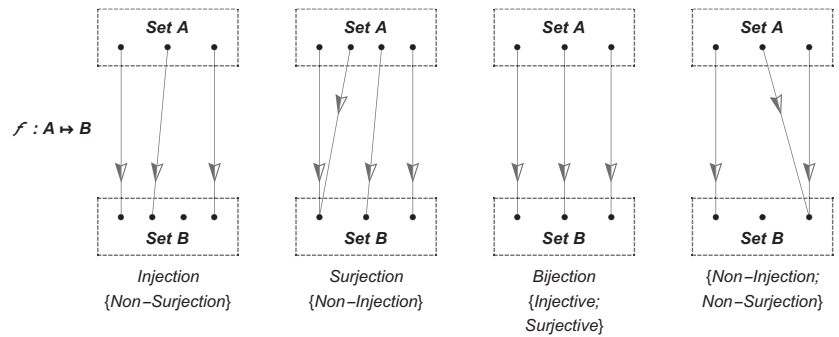 Set A
Set A
Set A
Set A
f : A ↦ B
Set B
Set B
Set B
Set B
Injection
{Non−Surjection}
Surjection
{Non−Injection}
Bijection
{Injective;
Surjective}
{Non−Injection;
Non−Surjection}